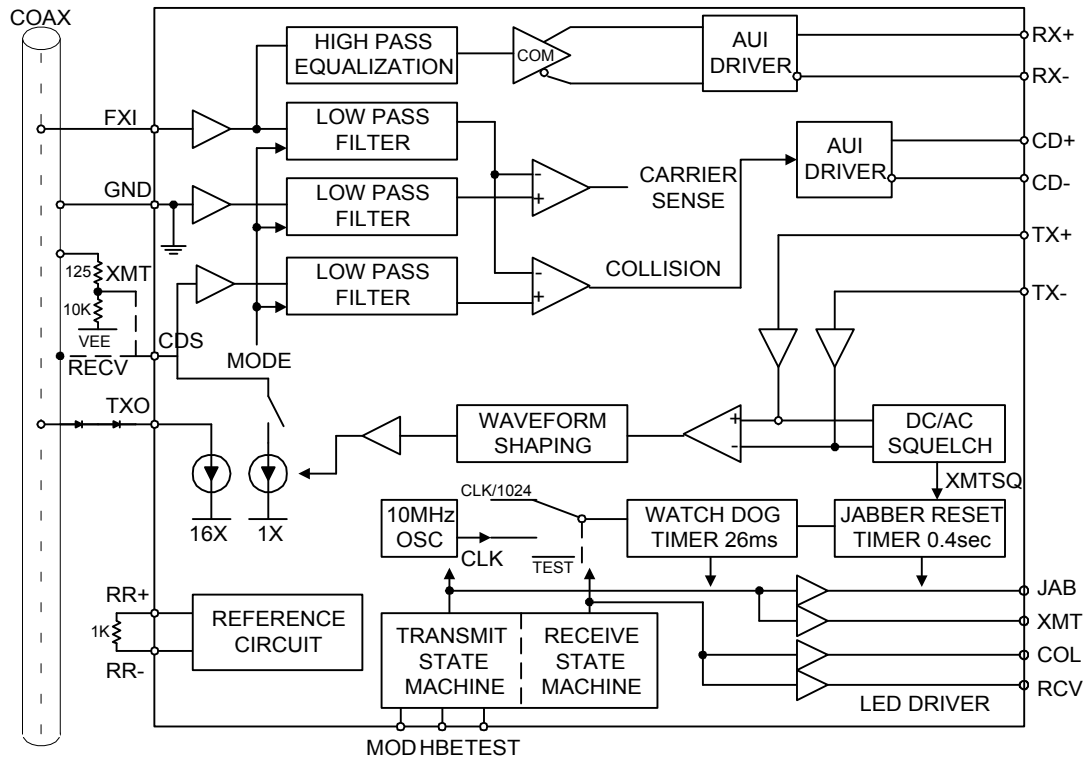 COAX
HIGH PASS
EQUALIZATION
COM
AUI
DRIVER
RX+
RX-
FXI
LOW PASS
FILTER
AUI
DRIVER
CD+
CD-
GND
LOW PASS
FILTER
-
+
CARRIER
SENSE
TX+
125
XMT
10K
VEE
LOW PASS
FILTER
-
+
COLLISION
TX-
CDS
RECV
MODE
TXO
WAVEFORM
SHAPING
+
-
DC/AC
SQUELCH
XMTSQ
16X
1X
10MHz
OSC
CLK/1024
CLK
TEST
WATCH DOG
TIMER 26ms
JABBER RESET
TIMER 0.4sec
RR+
1K
RR-
REFERENCE
CIRCUIT
TRANSMIT
STATE
MACHINE
RECEIVE
STATE
MACHINE
JAB
XMT
COL
RCV
LED DRIVER
MOD HBE TEST